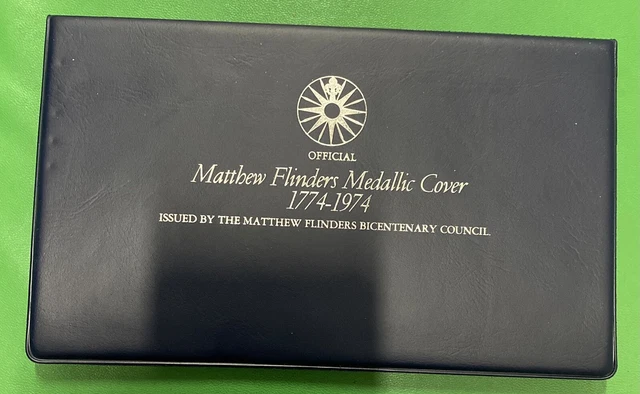 OFFICIAL
Matthew Flinders Medallic Cover
1774-1974
ISSUED BY THE MATTHEW FLINDERS BICENTENARY COUNCIL.